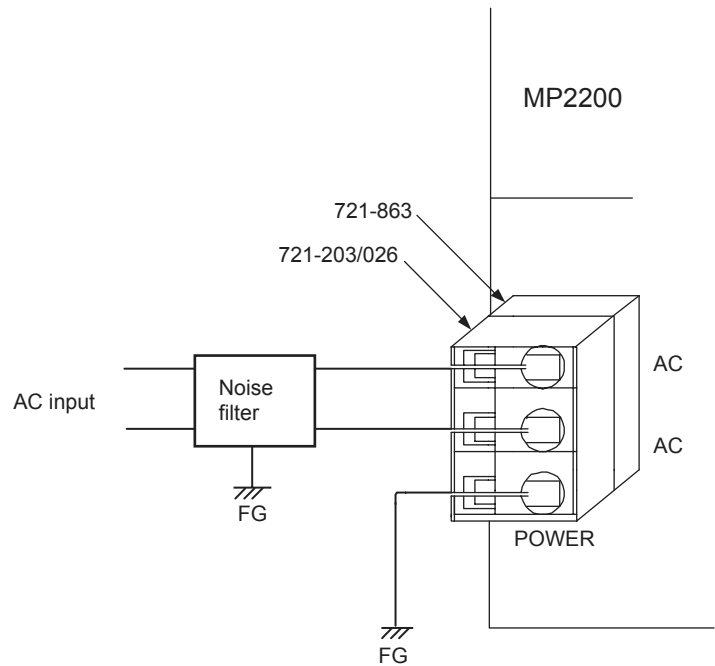 MP2200
721-863
721-203/026
AC
AC input
Noise
filter
AC
FG
POWER
FG